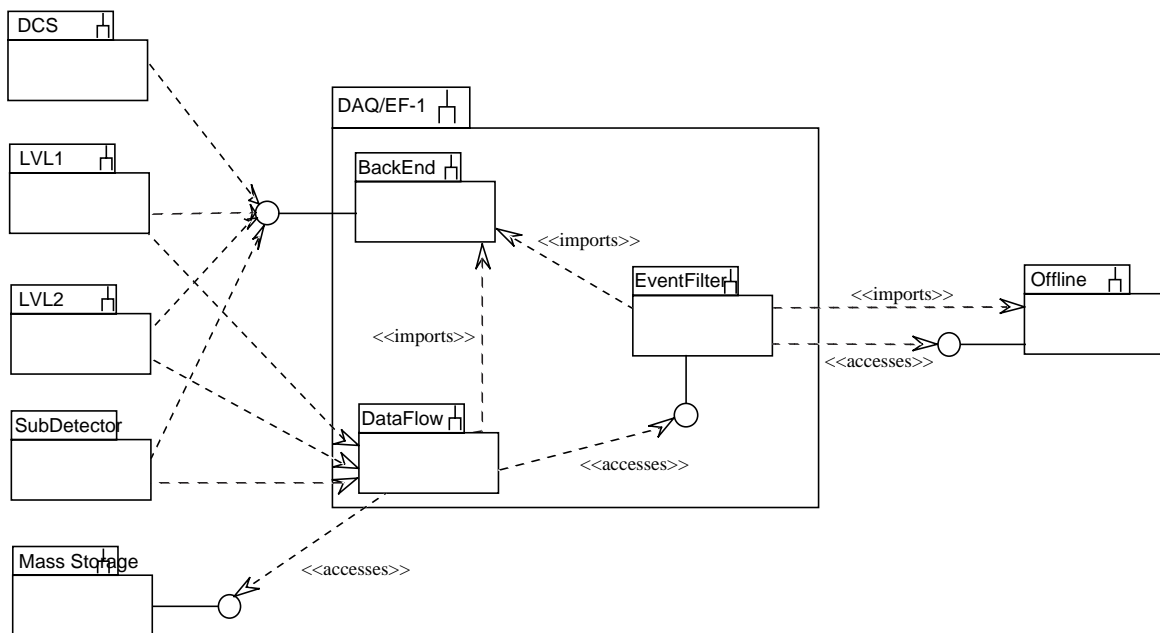 DCS
DAQ/EF-1
LVL1
BackEnd
<<imports>>
EventFilter
Offline
LVL2
<<imports>>
<<imports>>
<<accesses>>
SubDetector
DataFlow
<<accesses>>
Mass Storage
<<accesses>>